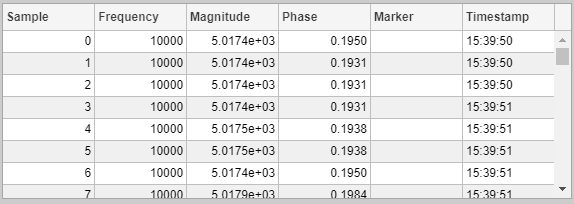 Sample Frequency Magnitude Phase Marker Timestamp
0 10000 5.0174e+03 0.1950 15:39:50
1 10000 5.0174e+03 0.1931 15:39:50
2 10000 5.0174e+03 0.1931 15:39:50
3 10000 5.0174e+03 0.1931 15:39:51
4 10000 5.0175e+03 0.1938 15:39:51
5 10000 5.0175e+03 0.1938 15:39:51
6 10000 5.0174e+03 0.1950 15:39:51
7 10000 5.0179e+03 0.1984 15:39:51